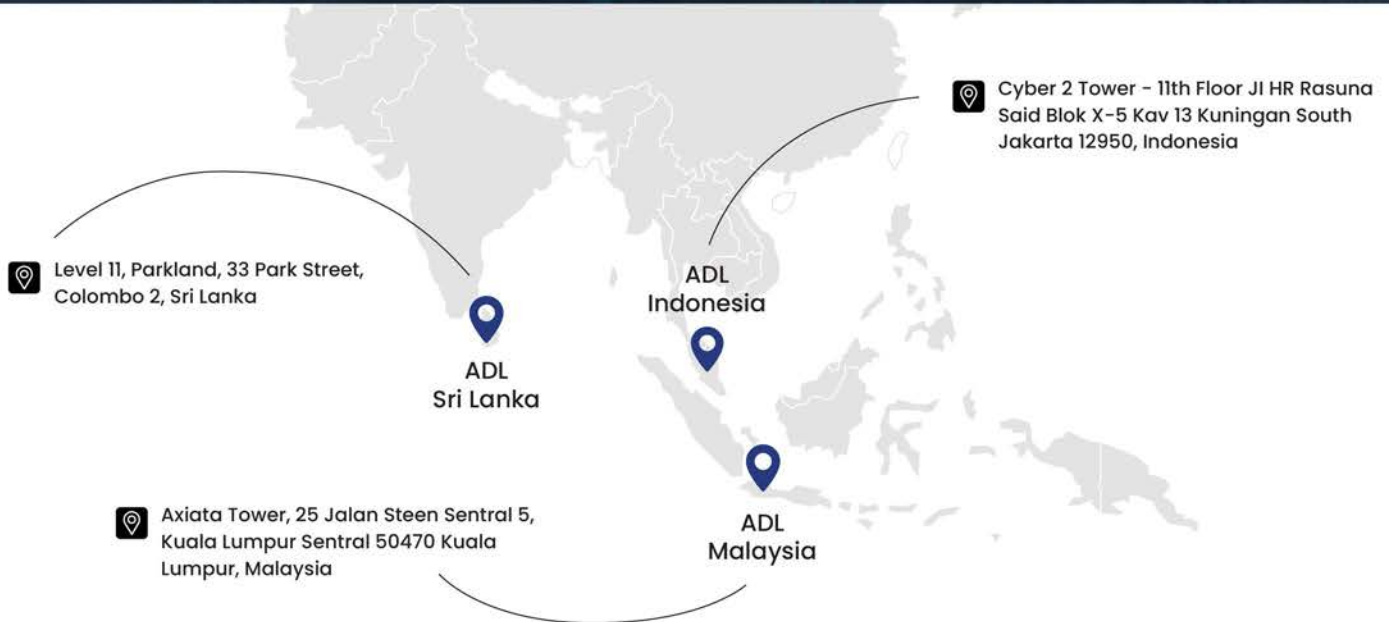 Cyber 2 Tower - 11th Floor JI HR Rasuna
Said Blok X-5 Kav 13 Kuningan South
Jakarta 12950, Indonesia
Level 11, Parkland, 33 Park Street,
Colombo 2, Sri Lanka
ADL
Indonesia
ADL
Sri Lanka
Axiata Tower, 25 Jalan Steen Sentral 5,
Kuala Lumpur Sentral 50470 Kuala
Lumpur, Malaysia
ADL
Malaysia